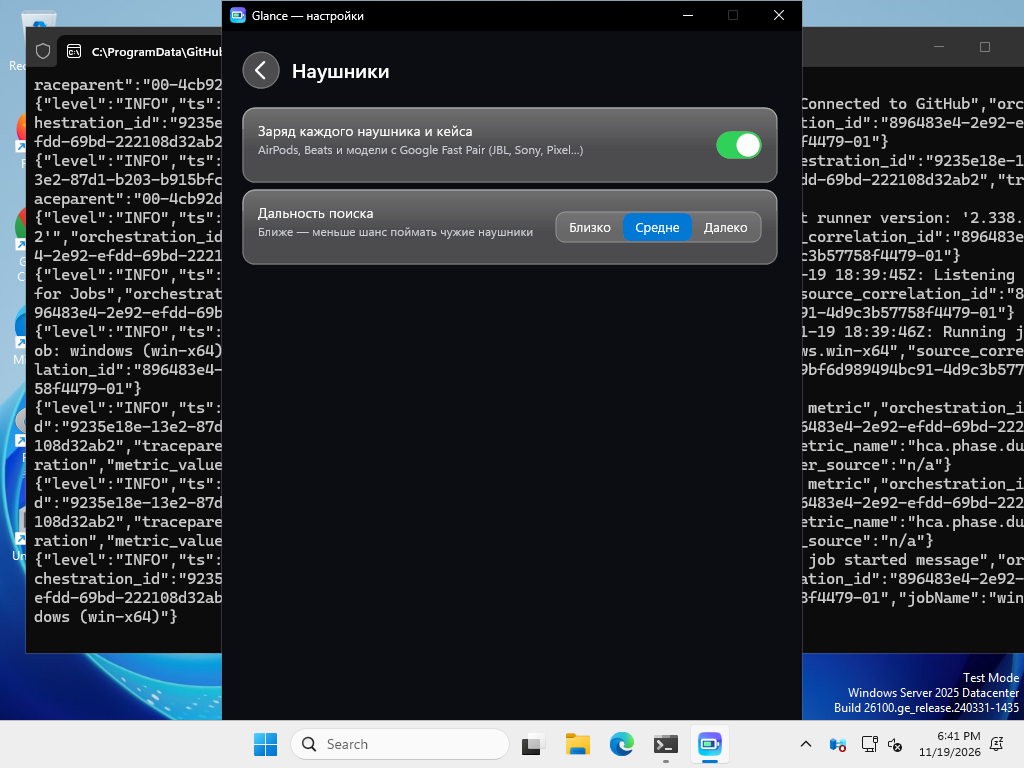 Glance — настройки
Наушники
Заряд каждого наушника и кейса
AirPods, Beats и модели с Google Fast Pair (JBL, Sony, Pixel...)
Дальность поиска
Ближе — меньше шанс поймать чужие наушники
Близко
Средне
Далеко
C:\ProgramData\GitHub
raceparent":"00-4cb92
{"level":"INFO","ts":
hestration_id":"9235e
fdd-69bd-222108d32ab2
{"level":"INFO","ts":
3e2-87d1-b203-b915bfc
aceparent":"00-4cb92d
{"level":"INFO","ts":
2'","orchestration_id
4-2e92-efdd-69bd-2221
{"level":"INFO","ts":
for Jobs","orchestrat
96483e4-2e92-efdd-69b
{"level":"INFO","ts":
ob: windows (win-x64)
lation_id":"896483e4-
58f4479-01"}
{"level":"INFO","ts":
d":"9235e18e-13e2-87d
108d32ab2","tracepare
ration","metric_value
{"level":"INFO","ts":
d":"9235e18e-13e2-87d
108d32ab2","tracepare
ration","metric_value
{"level":"INFO","ts":
chestration_id":"9235
efdd-69bd-222108d32ab
dows (win-x64)"}
Connected to GitHub","orc
tion_id":"896483e4-2e92-e
f4479-01"}
hestration_id":"9235e18e-1
dd-69bd-222108d32ab2","tr
t runner version: '2.338.
_correlation_id":"896483e
c3b57758f4479-01"}
-19 18:39:45Z: Listening
source_correlation_id":"8
91-4d9c3b57758f4479-01"}
1-19 18:39:46Z: Running j
ws.win-x64","source_corre
9bf6d989494bc91-4d9c3b577
metric","orchestration_i
6483e4-2e92-efdd-69bd-222
etric_name":"hca.phase.du
er_source":"n/a"}
metric","orchestration_i
6483e4-2e92-efdd-69bd-222
etric_name":"hca.phase.du
_source":"n/a"}
job started message","or
ation_id":"896483e4-2e92-
8f4479-01","jobName":"win
Test Mode
Windows Server 2025 Datacenter
Build 26100.ge_release.240331-1435
Search
6:41 PM
11/19/2026